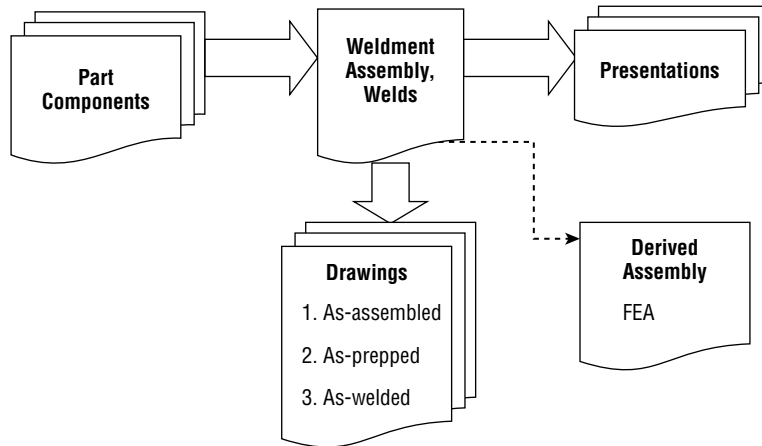 Part
Components
Weldment
Assembly,
Welds
Presentations
Drawings
1. As-assembled
2. As-prepped
3. As-welded
Derived
Assembly
FEA